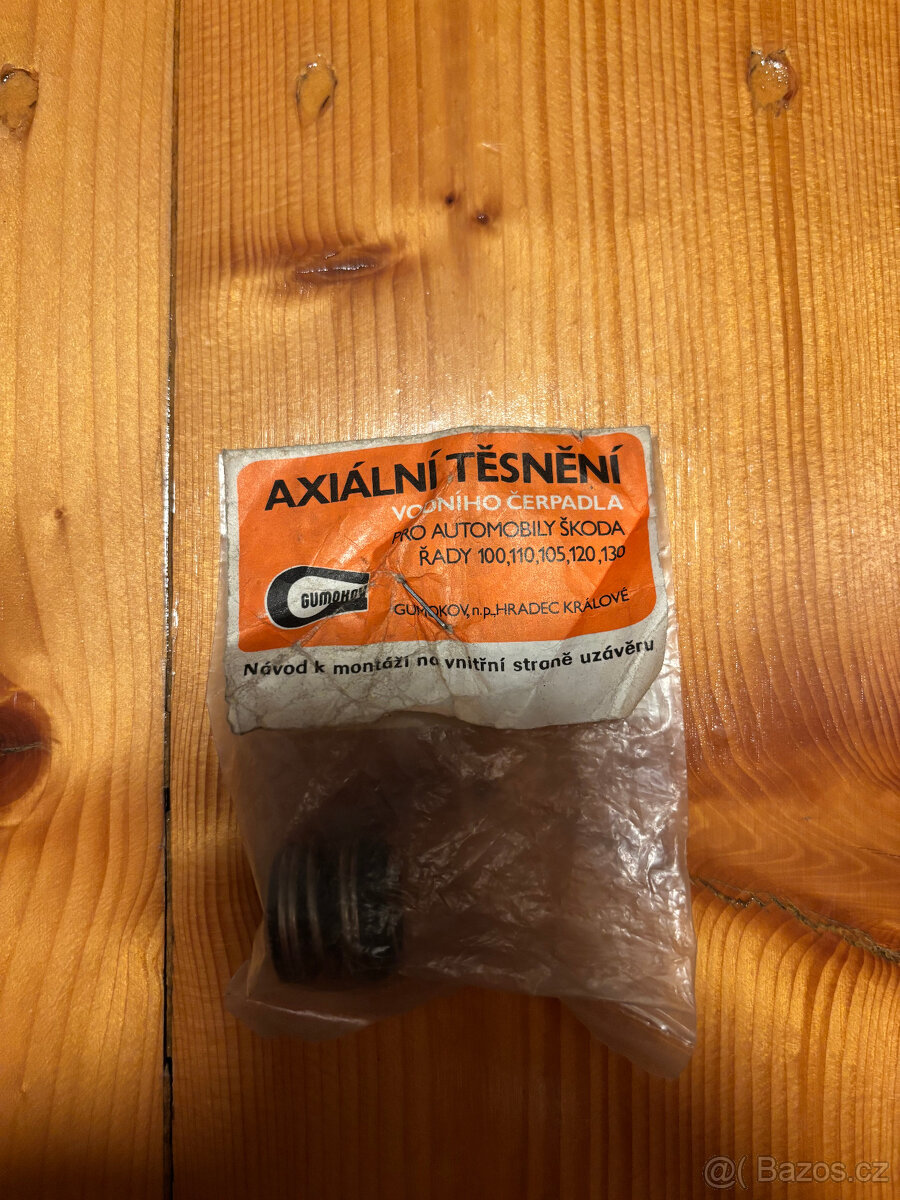 AXIÁLNÍ TĚSNĚNÍ
VODNÍHO ČERPADLA
PRO AUTOMOBILY ŠKODA
ŘADY 100,110,105,120,130
GUMOKOV
GUMOKOV, n.p., HRADEC KRÁLOVÉ
Návod k montáži na vnitřní straně uzávěru
@( Bazos.cz